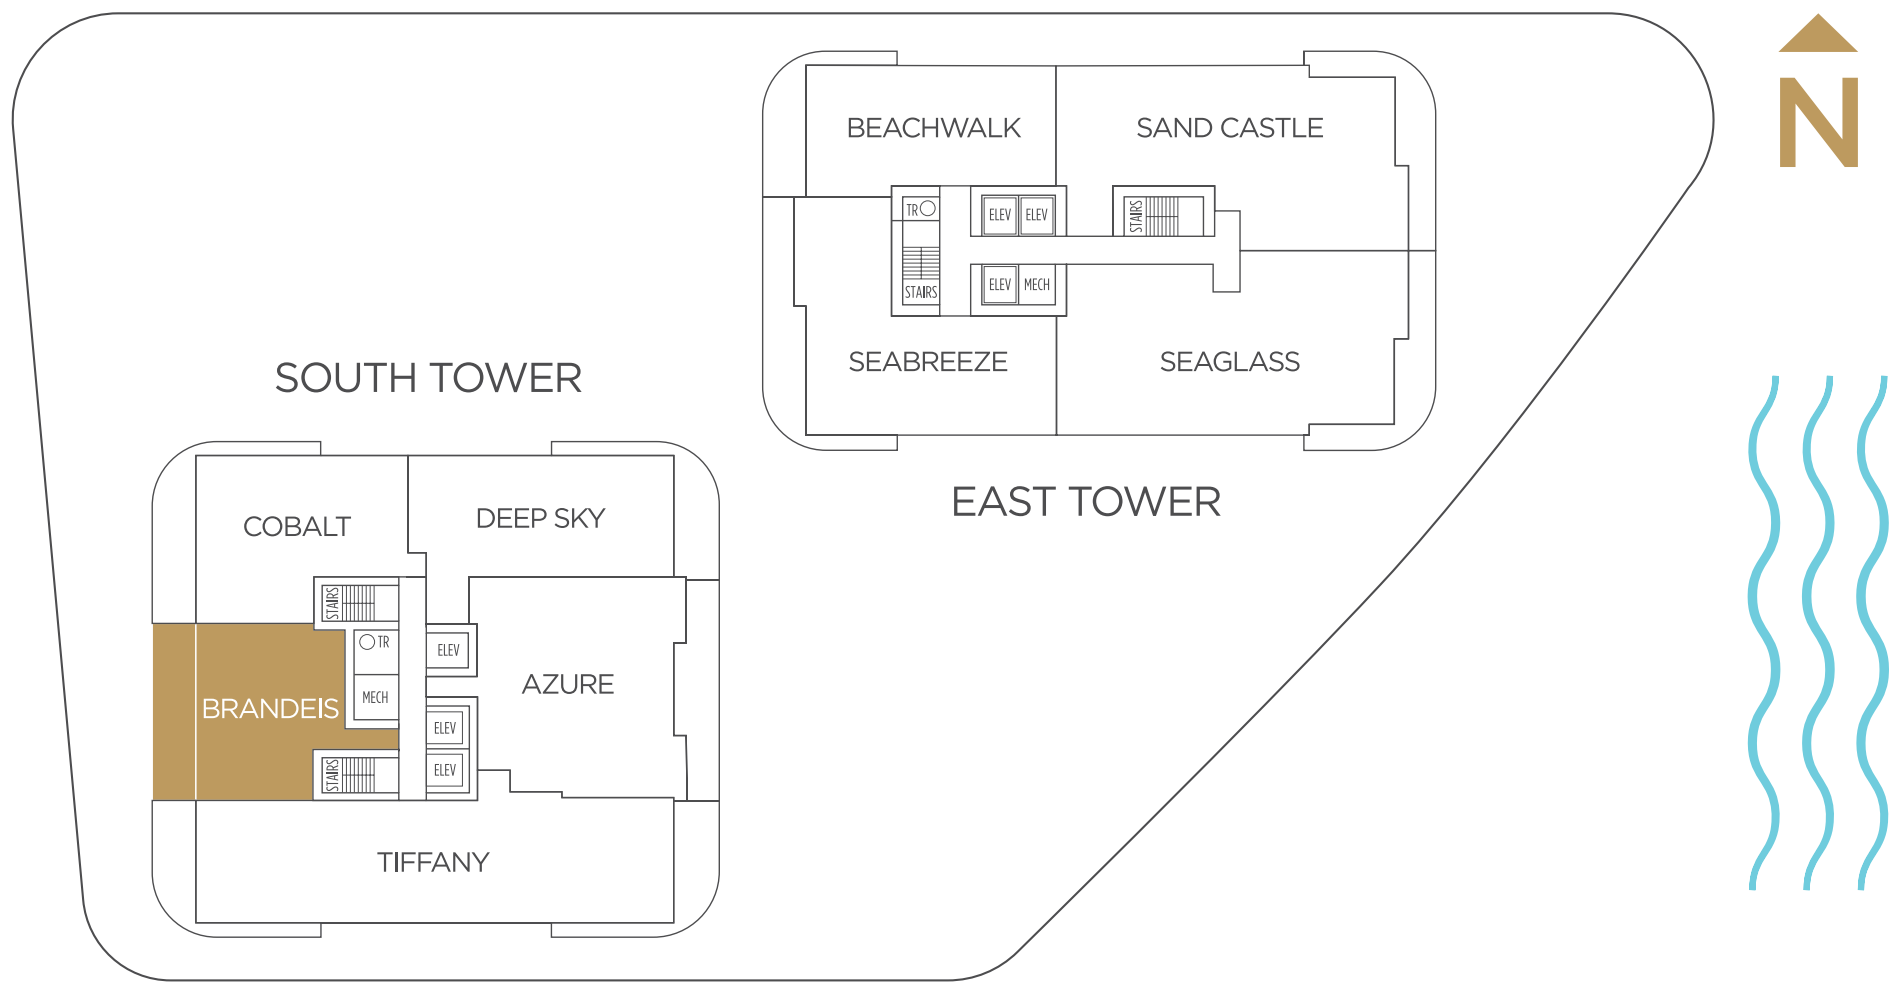 N
BEACHWALK
SAND CASTLE
TR
ELEV
ELEV
STAIRS
ELEV
MECH
STAIRS
SEABREEZE
SEAGLASS
EAST TOWER
SOUTH TOWER
COBALT
DEEP SKY
STAIRS
TR
ELEV
AZURE
MECH
BRANDEIS
ELEV
ELEV
STAIRS
TIFFANY